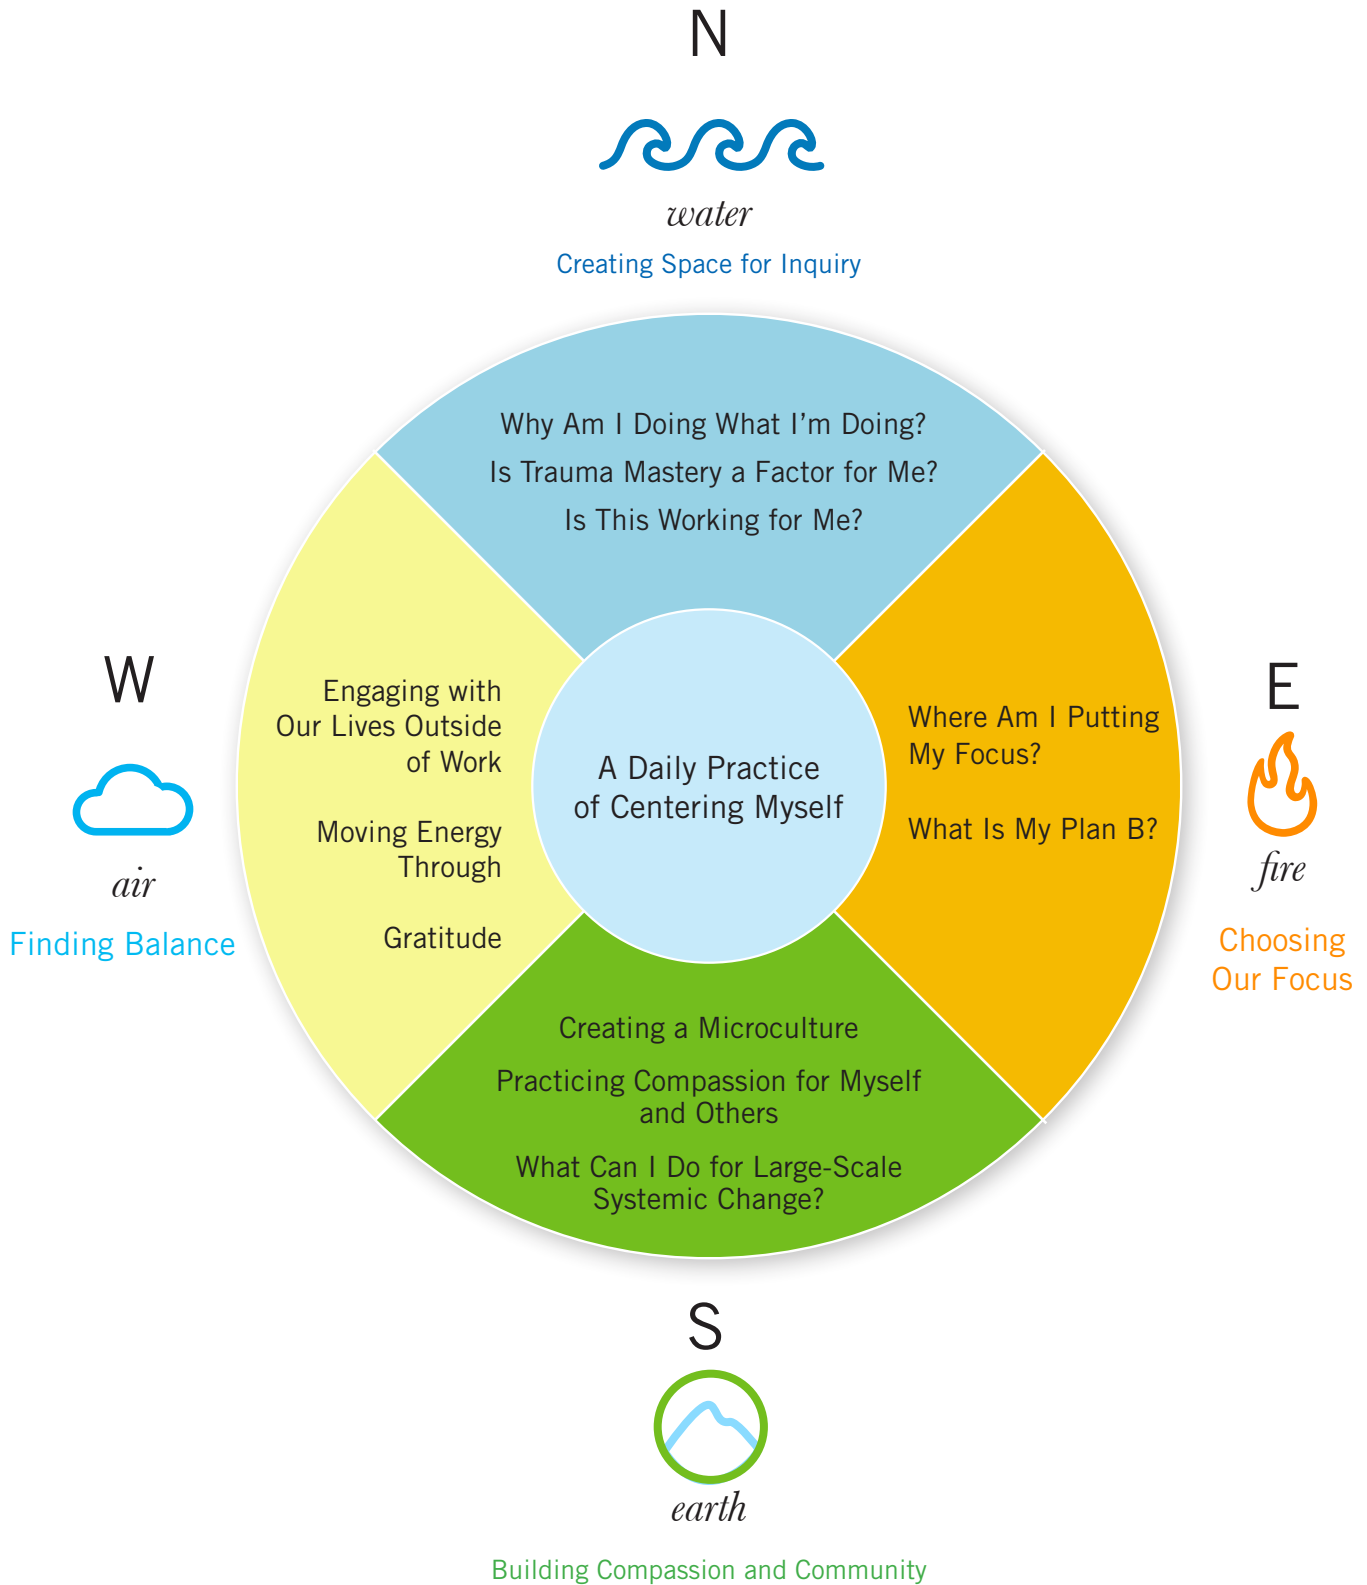 N
water
Creating Space for Inquiry
Why Am I Doing What I'm Doing?
Is Trauma Mastery a Factor for Me?
Is This Working for Me?
W
air
Finding Balance
Engaging with
Our Lives Outside
of Work
Moving Energy
Through
Gratitude
A Daily Practice
of Centering Myself
Where Am I Putting
My Focus?
What Is My Plan B?
E
fire
Choosing
Our Focus
Creating a Microculture
Practicing Compassion for Myself
and Others
What Can I Do for Large-Scale
Systemic Change?
S
earth
Building Compassion and Community